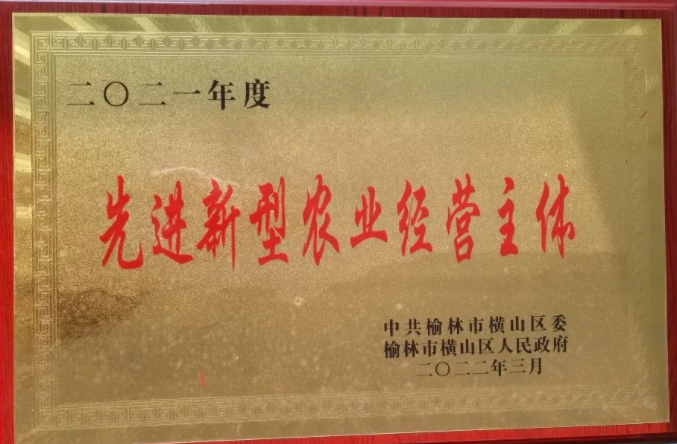 二〇二一年度
先进新型农业经营主体
中共榆林市横山区委
榆林市横山区人民政府
二〇二二年三月